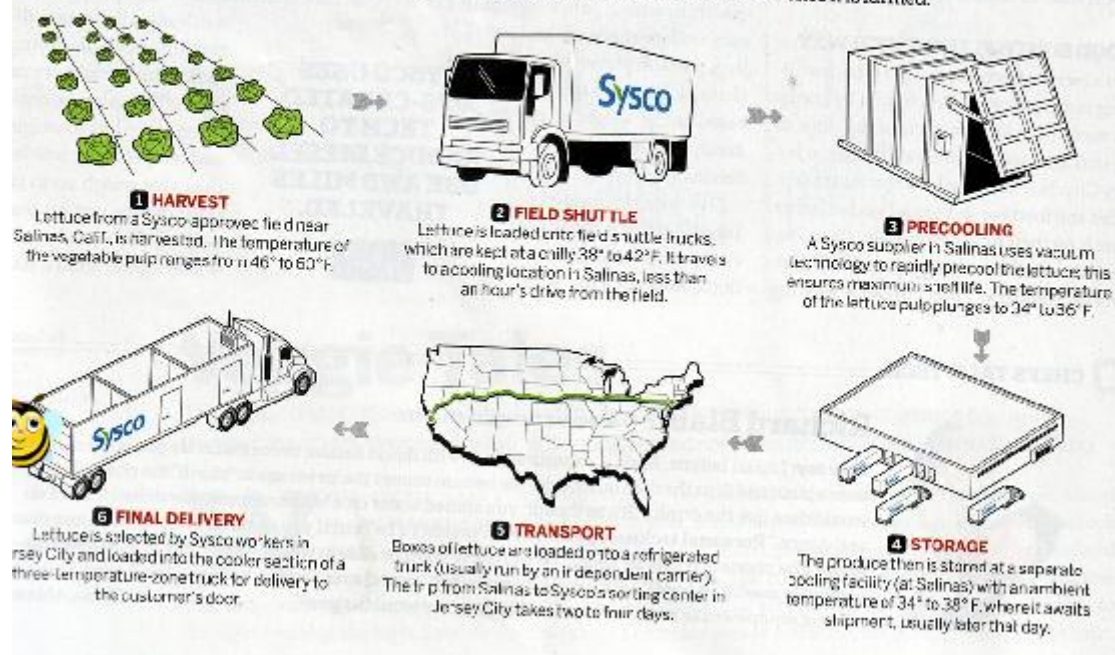 Sysco
1 HARVEST
Lettuce from a Sysco approved field near
Salinas, Calif., is harvested. The temperature of
the vegetable pulp ranges from 46° to 60°F.
2 FIELD SHUTTLE
Lettuce is loaded onto field shuttle trucks,
which are kept at a chilly 38° to 42°F. It travels
to a cooling location in Salinas, less than
an hour's drive from the field.
3 PRECOOLING
A Sysco supplier in Salinas uses vacuum
technology to rapidly precool the lettuce; this
ensures maximum shelf life. The temperature
of the lettuce pulp plunges to 34° to 36°F.
4 STORAGE
The produce then is stored at a separate
cooling facility (at Salinas) with an ambient
temperature of 34° to 38°F, where it awaits
shipment, usually later that day.
5 TRANSPORT
Boxes of lettuce are loaded onto a refrigerated
truck (usually run by an independent carrier).
The trip from Salinas to Sysco's sorting center in
Jersey City takes two to four days.
Sysco
6 FINAL DELIVERY
Lettuce is selected by Sysco workers in
rsey City and loaded into the cooler section of a
three-temperature-zone truck for delivery to
the customer's door.